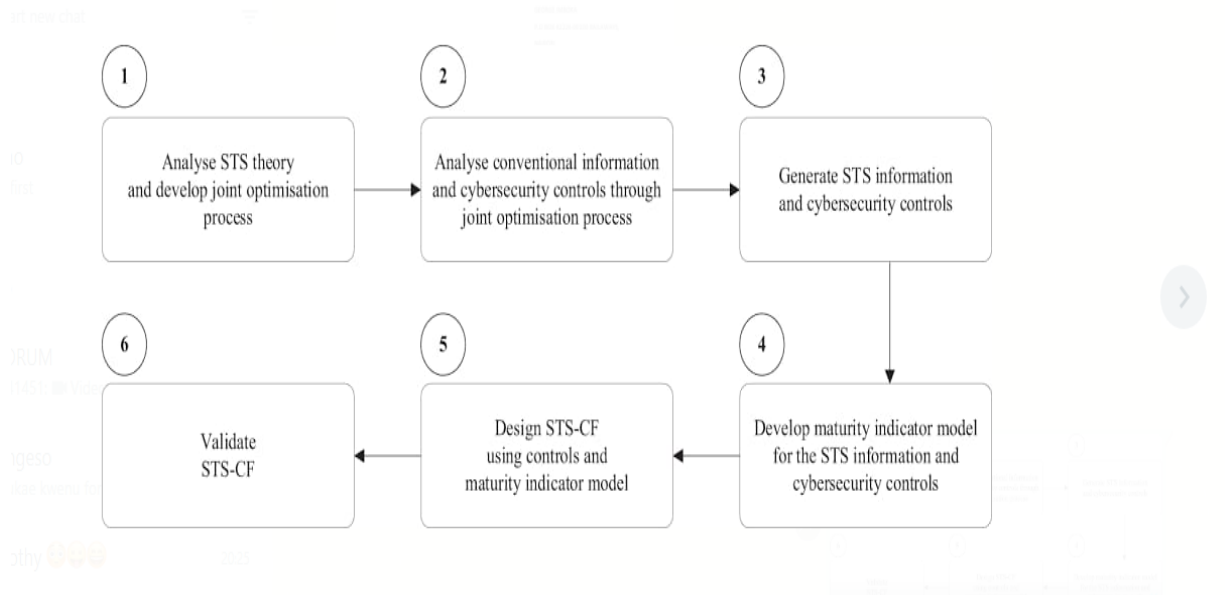 1
Analyse STS theory
and develop joint optimisation
process
2
Analyse conventional information
and cybersecurity controls through
joint optimisation process
3
Generate STS information
and cybersecurity controls
4
Develop maturity indicator model
for the STS information and
cybersecurity controls
5
Design STS-CF
using controls and
maturity indicator model
6
Validate
STS-CF